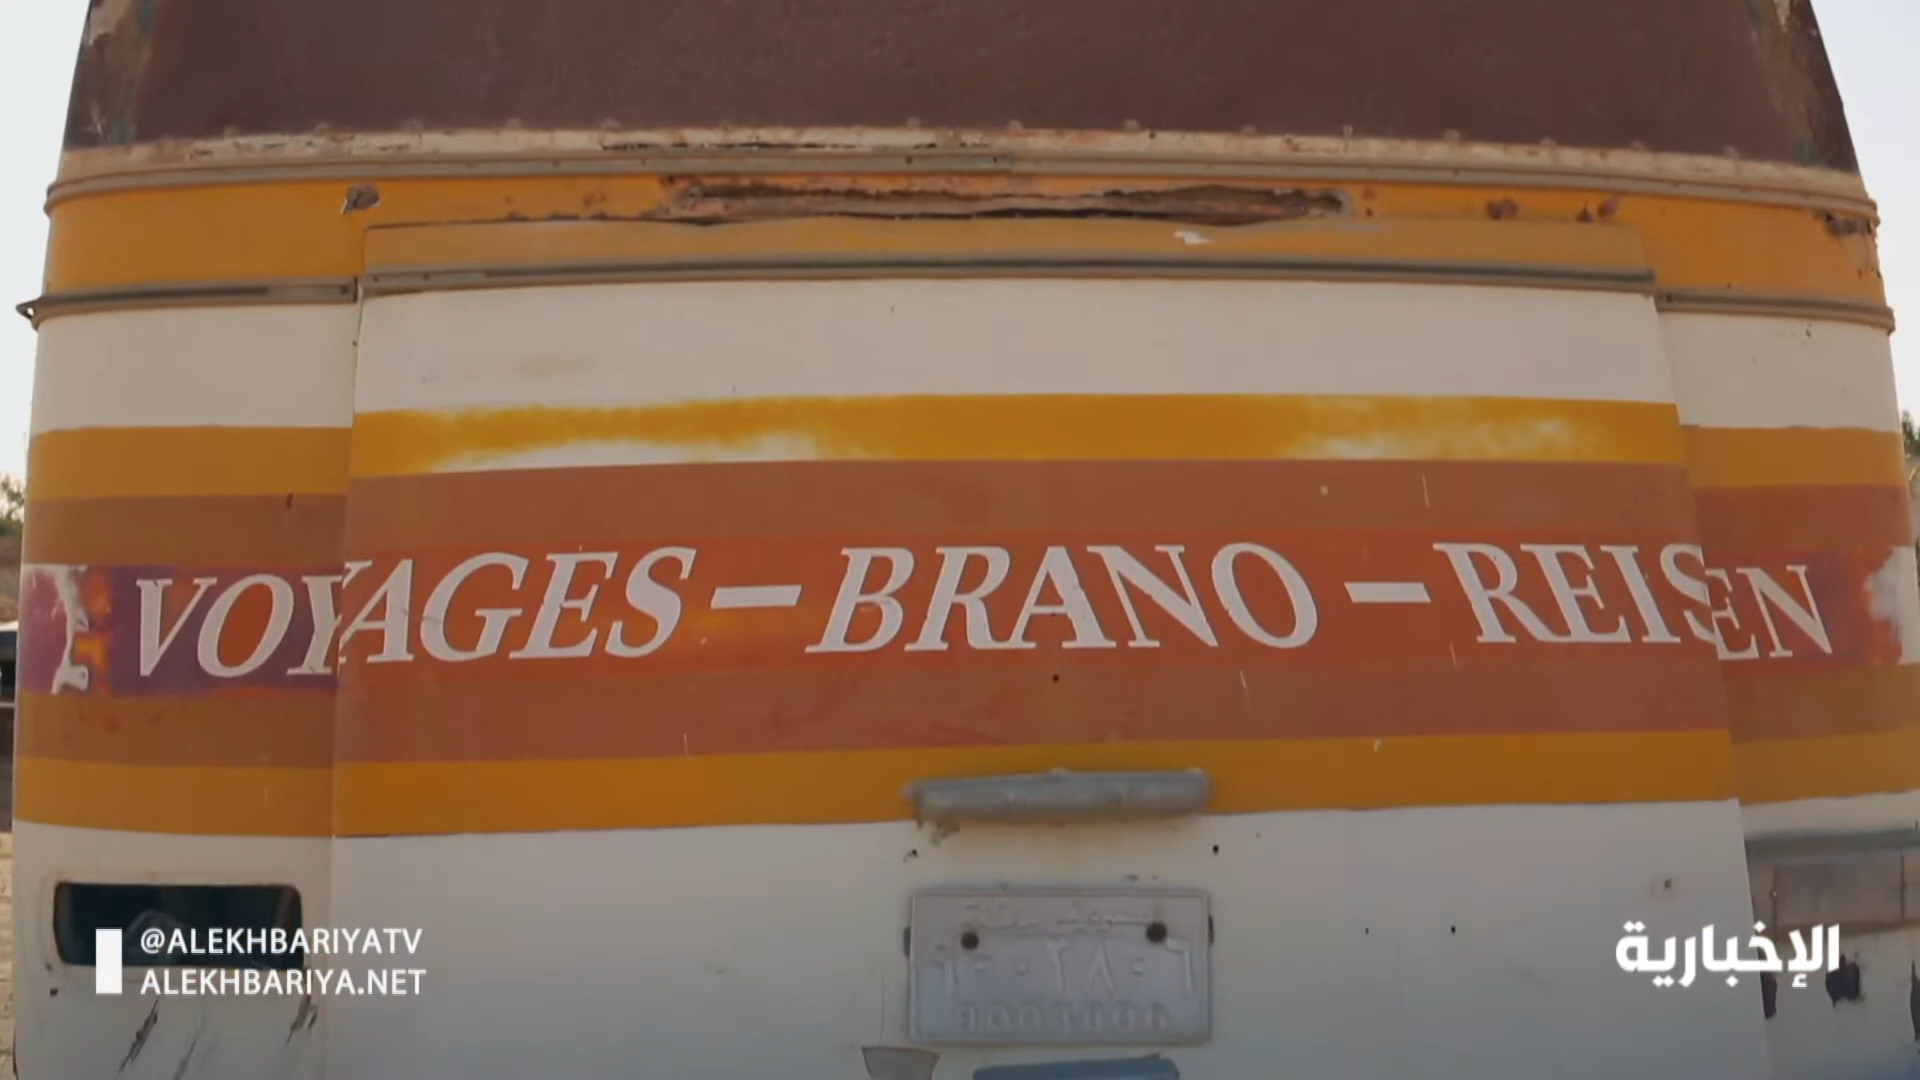 VOYAGES - BRANO - REISEN
@ALEKHBARIYATV
ALEKHBARIYA.NET
الإخبارية